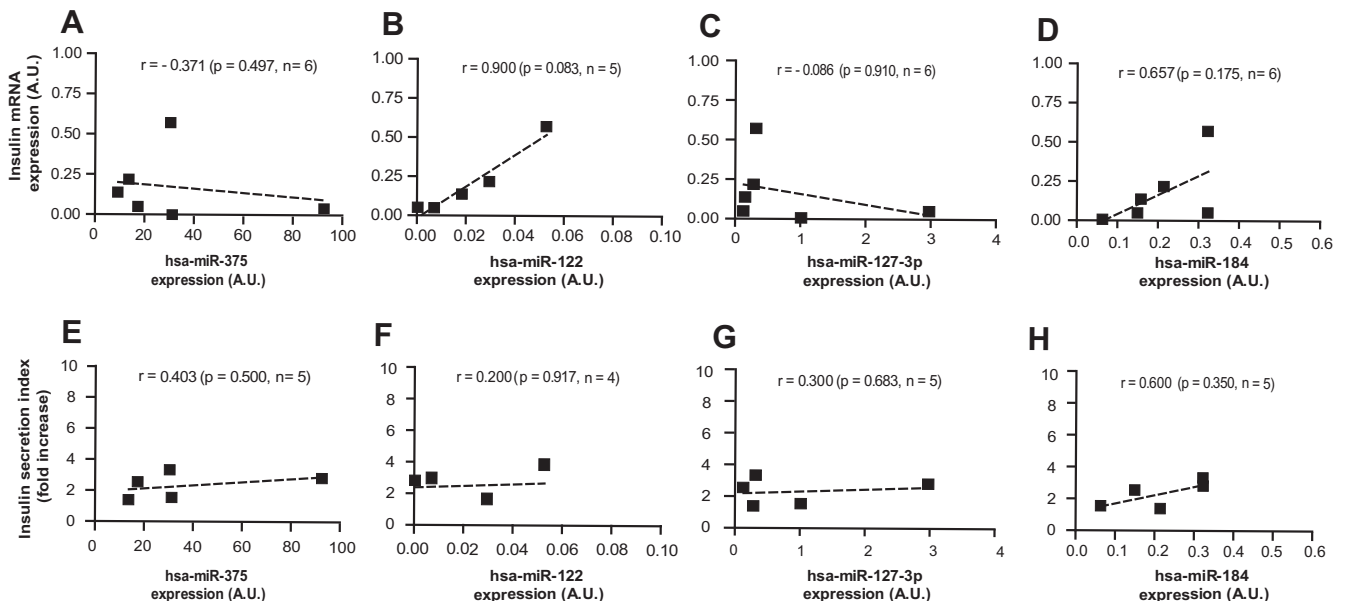 A
B
C
D
Insulin mRNA
expression (A.U.)
1.00
0.75
0.50
0.25
0.00
r = - 0.371 (p = 0.497, n= 6)
0 20 40 60 80 100
hsa-miR-375
expression (A.U.)
1.00
0.75
0.50
0.25
0.00
r = 0.900 (p = 0.083, n = 5)
0.00 0.02 0.04 0.06 0.08 0.10
hsa-miR-122
expression (A.U.)
1.00
0.75
0.50
0.25
0.00
r = - 0.086 (p = 0.910, n = 6)
0 1 2 3 4
hsa-miR-127-3p
expression (A.U.)
1.00
0.75
0.50
0.25
0.00
r = 0.657 (p = 0.175, n= 6)
0.0 0.1 0.2 0.3 0.4 0.5 0.6
hsa-miR-184
expression (A.U.)
E
F
G
H
Insulin secretion index
(fold increase)
10
8
6
4
2
0
r = 0.403 (p = 0.500, n= 5)
0 20 40 60 80 100
hsa-miR-375
expression (A.U.)
10
8
6
4
2
0
r = 0.200 (p = 0.917, n= 4)
0.00 0.02 0.04 0.06 0.08 0.10
hsa-miR-122
expression (A.U.)
10
8
6
4
2
0
r = 0.300 (p = 0.683, n = 5)
0 1 2 3 4
hsa-miR-127-3p
expression (A.U.)
10
8
6
4
2
0
r = 0.600 (p = 0.350, n = 5)
0.0 0.1 0.2 0.3 0.4 0.5 0.6
hsa-miR-184
expression (A.U.)